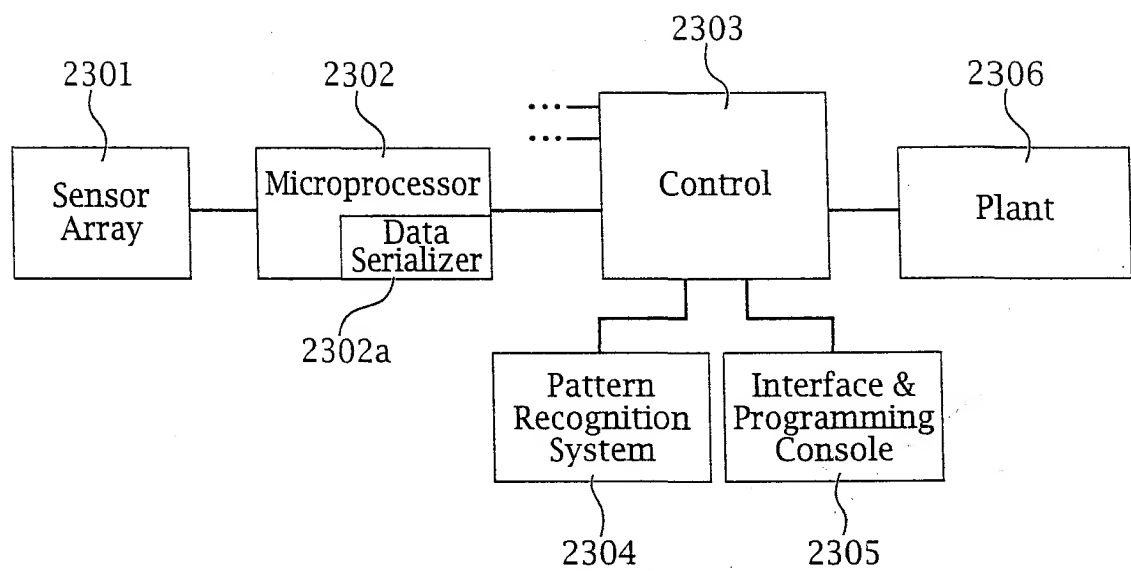 2303
2301
2302
2306
...
...
Sensor
Array
Microprocessor
Data
Serializer
Control
Plant
2302a
Pattern
Recognition
System
Interface &
Programming
Console
2304
2305